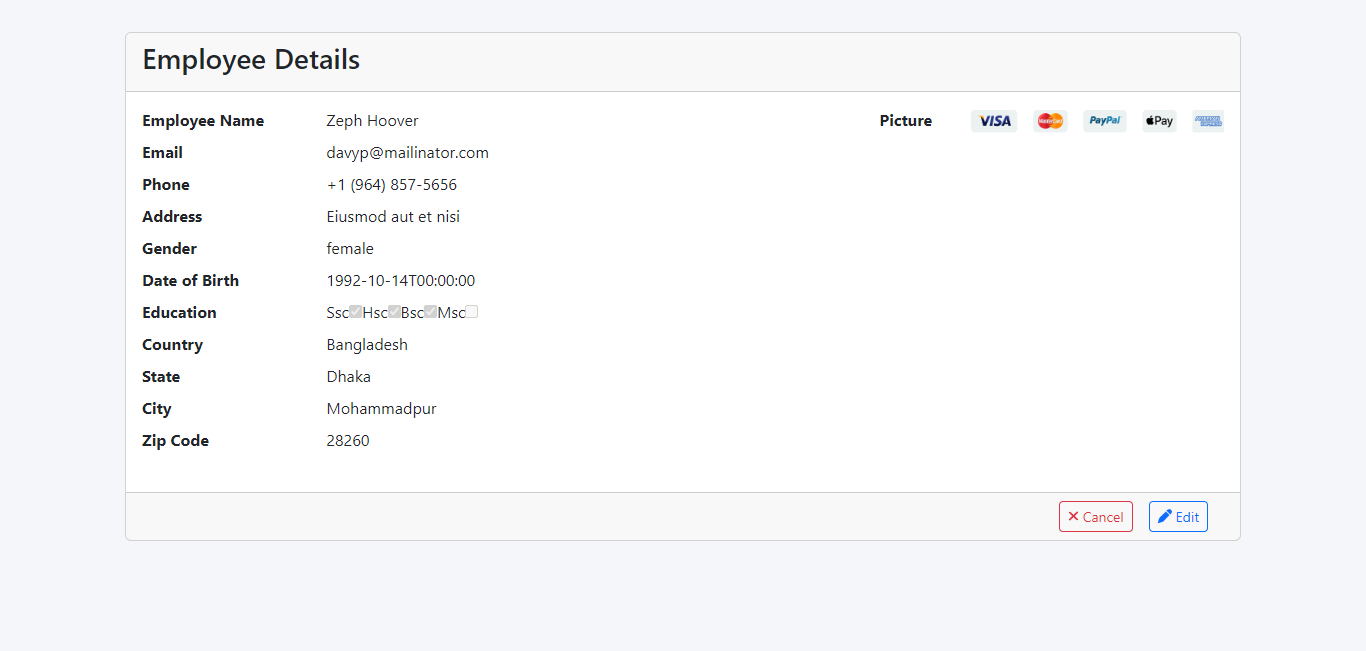 Employee Details
Employee Name Zeph Hoover Picture VISA MasterCard PayPal Pay AMERICAN EXPRESS
Email davyp@mailinator.com
Phone +1 (964) 857-5656
Address Eiusmod aut et nisi
Gender female
Date of Birth 1992-10-14T00:00:00
Education Ssc Hsc Bsc Msc
Country Bangladesh
State Dhaka
City Mohammadpur
Zip Code 28260
Cancel Edit